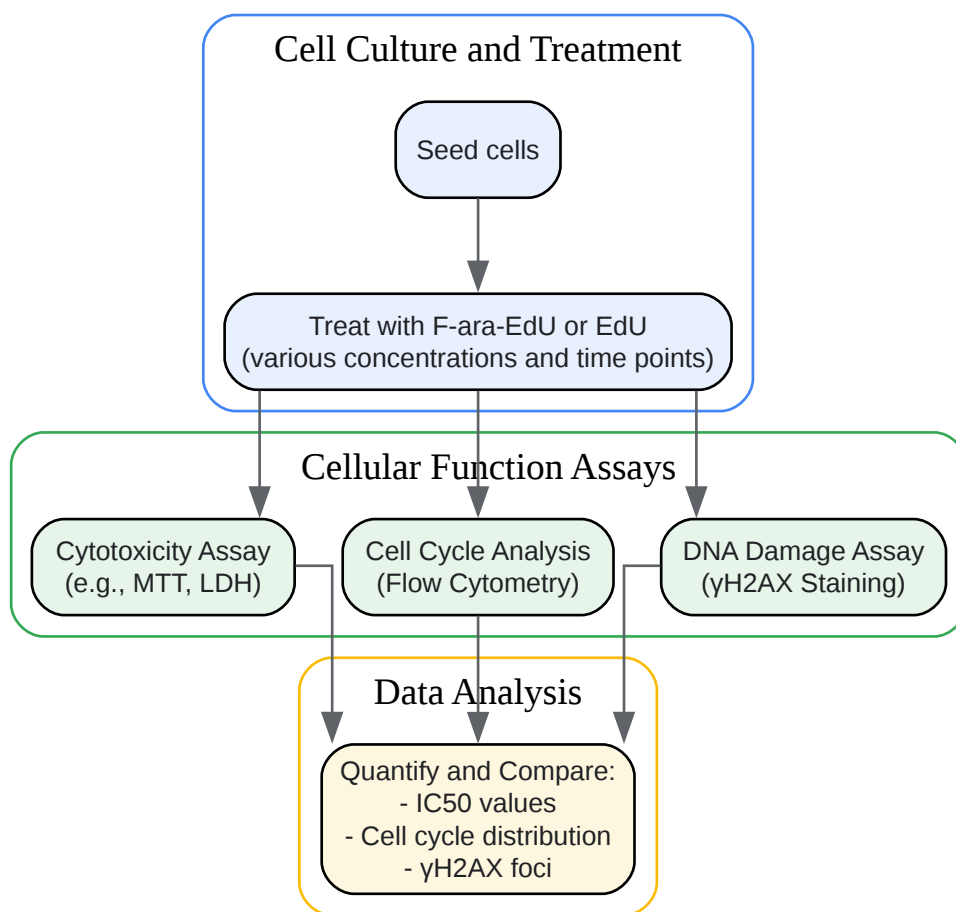 Cell Culture and Treatment
Seed cells
Treat with F-ara-EdU or EdU
(various concentrations and time points)
Cellular Function Assays
Cytotoxicity Assay
(e.g., MTT, LDH)
Cell Cycle Analysis
(Flow Cytometry)
DNA Damage Assay
(γH2AX Staining)
Data Analysis
Quantify and Compare:
- IC50 values
- Cell cycle distribution
- γH2AX foci